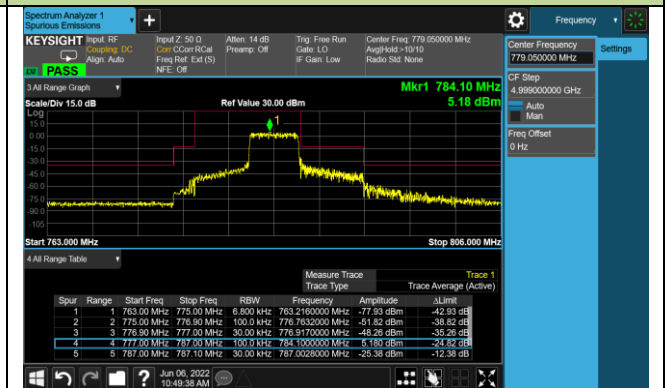 Spectrum Analyzer 1
Spurious Emissions
Frequency
KEYSIGHT
Input: RF
Coupling: DC
Align: Auto
Input Z: 50 Ω
Corr CCorr RCal
Freq Ref: Ext (S)
NFE: Off
Atten: 14 dB
Preamp: Off
Trig: Free Run
Gate: LO
IF Gain: Low
Center Freq: 779.050000 MHz
Avg|Hold:>10/10
Radio Std: None
PASS
Center Frequency
779.050000 MHz
Settings
CF Step
4.999000000 GHz
Auto
Man
Freq Offset
0 Hz
3 All Range Graph
Mkr1 784.10 MHz
5.18 dBm
Scale/Div 15.0 dB
Ref Value 30.00 dBm
Log
15.0
0.00
-15.0
-30.0
-45.0
-60.0
-75.0
-90.0
-105
1
Start 763.000 MHz
Stop 806.000 MHz
4 All Range Table
Measure Trace Trace 1
Trace Type Trace Average (Active)
Spur Range Start Freq Stop Freq RBW Frequency Amplitude ΔLimit
1 1 763.00 MHz 775.00 MHz 6.800 kHz 763.2160000 MHz -77.93 dBm -42.93 dB
2 2 775.00 MHz 776.90 MHz 100.0 kHz 776.7632000 MHz -51.82 dBm -38.82 dB
3 3 776.90 MHz 777.00 MHz 30.00 kHz 776.9170000 MHz -48.26 dBm -35.26 dB
4 4 777.00 MHz 787.00 MHz 100.0 kHz 784.1000000 MHz 5.180 dBm -24.82 dB
5 5 787.00 MHz 787.10 MHz 30.00 kHz 787.0028000 MHz -25.38 dBm -12.38 dB
Jun 06, 2022
10:49:38 AM